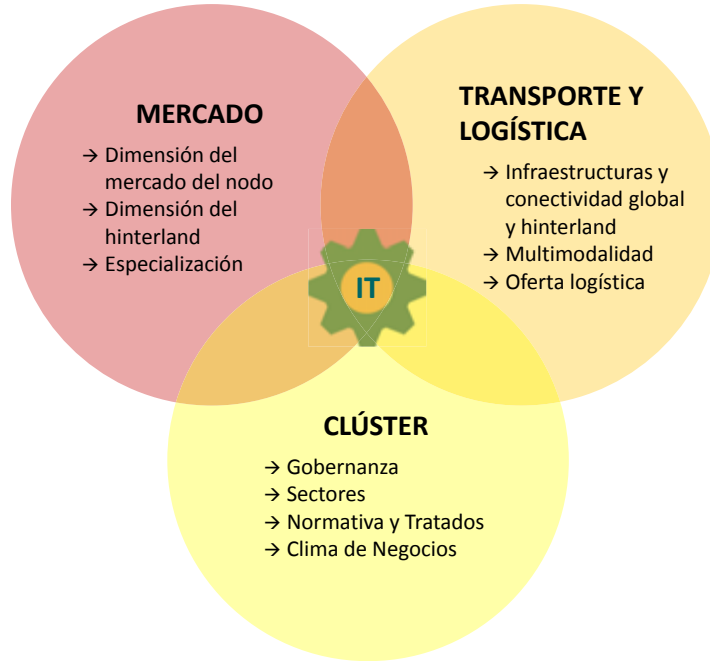 MERCADO
→ Dimensión del
mercado del nodo
→ Dimensión del
hinterland
→ Especialización
TRANSPORTE Y
LOGÍSTICA
→ Infraestructuras y
conectividad global
y hinterland
→ Multimodalidad
→ Oferta logística
IT
CLÚSTER
→ Gobernanza
→ Sectores
→ Normativa y Tratados
→ Clima de Negocios